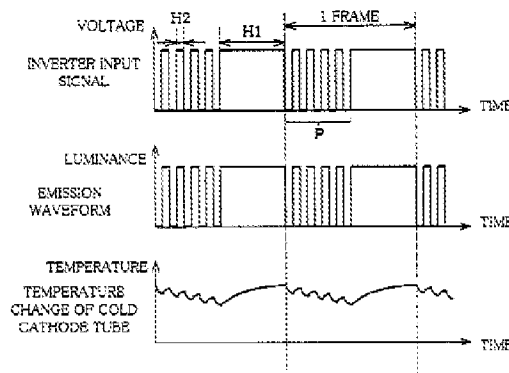 VOLTAGE
H2
H1
1 FRAME
INVERTER INPUT
SIGNAL
TIME
P
LUMINANCE
EMISSION
WAVEFORM
TIME
TEMPERATURE
TEMPERATURE
CHANGE OF COLD
CATHODE TUBE
TIME